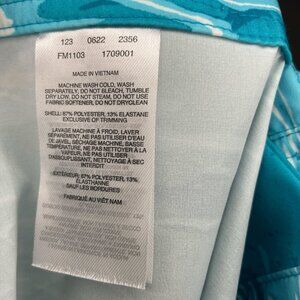 123 0622 2356
FM1103 1709001
MADE IN VIETNAM
MACHINE WASH COLD, WASH
SEPARATELY, DO NOT BLEACH, TUMBLE
DRY LOW, DO NOT STEAM, DO NOT USE
FABRIC SOFTENER, DO NOT DRYCLEAN
SHELL: 87% POLYESTER, 13% ELASTANE
EXCLUSIVE OF TRIMMING
LAVAGE MACHINE À FROID, LAVER
SÉPARÉMENT, NE PAS UTILISER D'EAU
DE JAVEL, SÉCHAGE MACHINE, BASSE
TEMPÉRATURE, NE PAS NETTOYER À LA
VAPEUR, NE PAS UTILISER
D'ASSOUPLISSANT, NETTOYAGE À SEC
INTERDIT
EXTÉRIEUR: 87% POLYESTER, 13%
ÉLASTHANNE
SAUF LES BORDURES
FABRIQUÉ AU VIÊT NAM